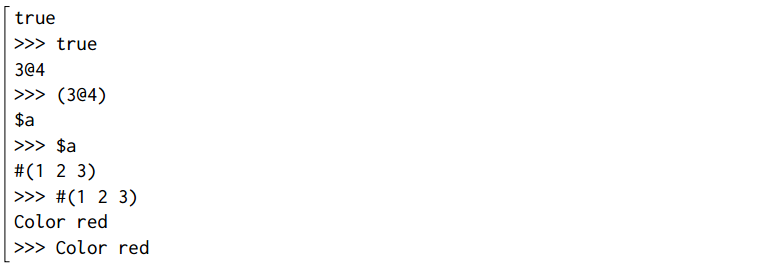 true
>>> true
3@4
>>> (3@4)
$a
>>> $a
#(1 2 3)
>>> #(1 2 3)
Color red
>>> Color red